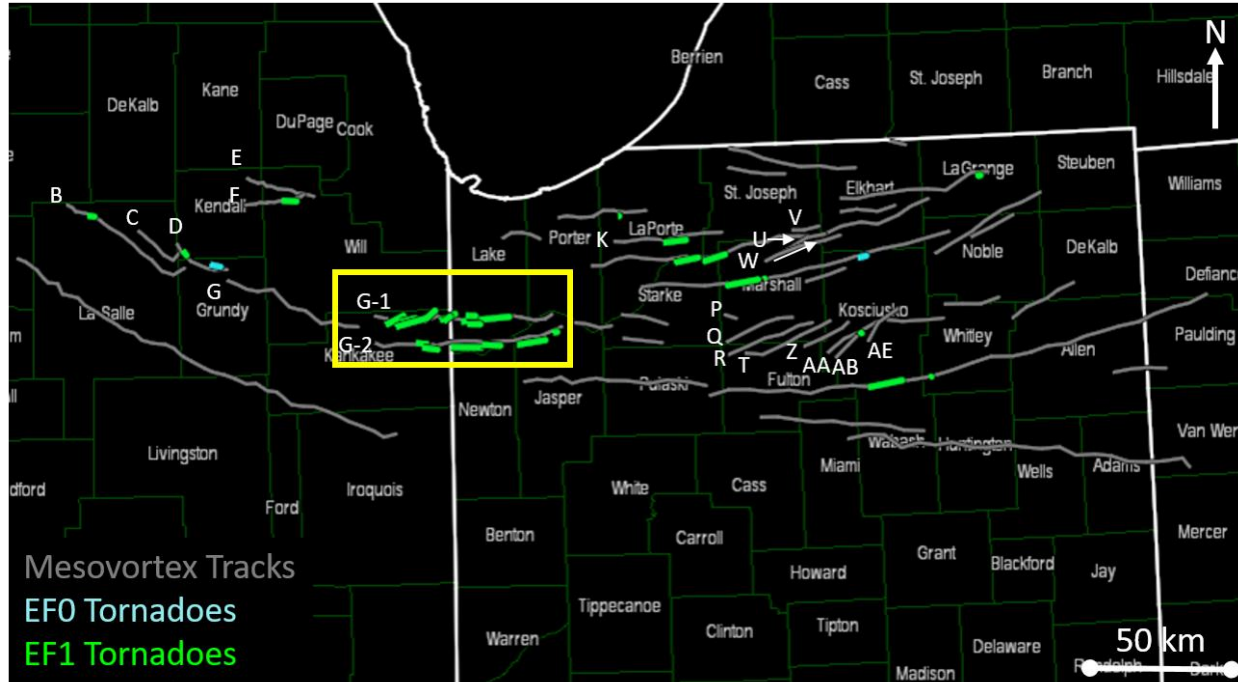 N
Berrien
Cass
St. Joseph
Branch
Hillsdale
DeKalb
Kane
DuPage
Cook
E
LaGrange
Steuben
Williams
B
F
Kendall
St. Joseph
Elkhart
C
D
V
Will
Lake
Porter
K
LaPorte
U
Noble
DeKalb
W
Defiance
G
Grundy
La Salle
G-1
Starke
Marshall
P
Kosciusko
Q
Whitley
Paulding
G-2
Kankakee
R
T
Z
AA
AB
AE
Allen
Newton
Jasper
Pulaski
Fulton
Livingston
Wabash
Huntington
Van Wer
Miami
Wells
Adams
Iroquois
White
Cass
Ford
Benton
Carroll
Mercer
Grant
Blackford
Jay
Howard
Mesovortex Tracks
EF0 Tornadoes
EF1 Tornadoes
Tippecanoe
Clinton
Tipton
Warren
Delaware
50 km
Madison
Randolph